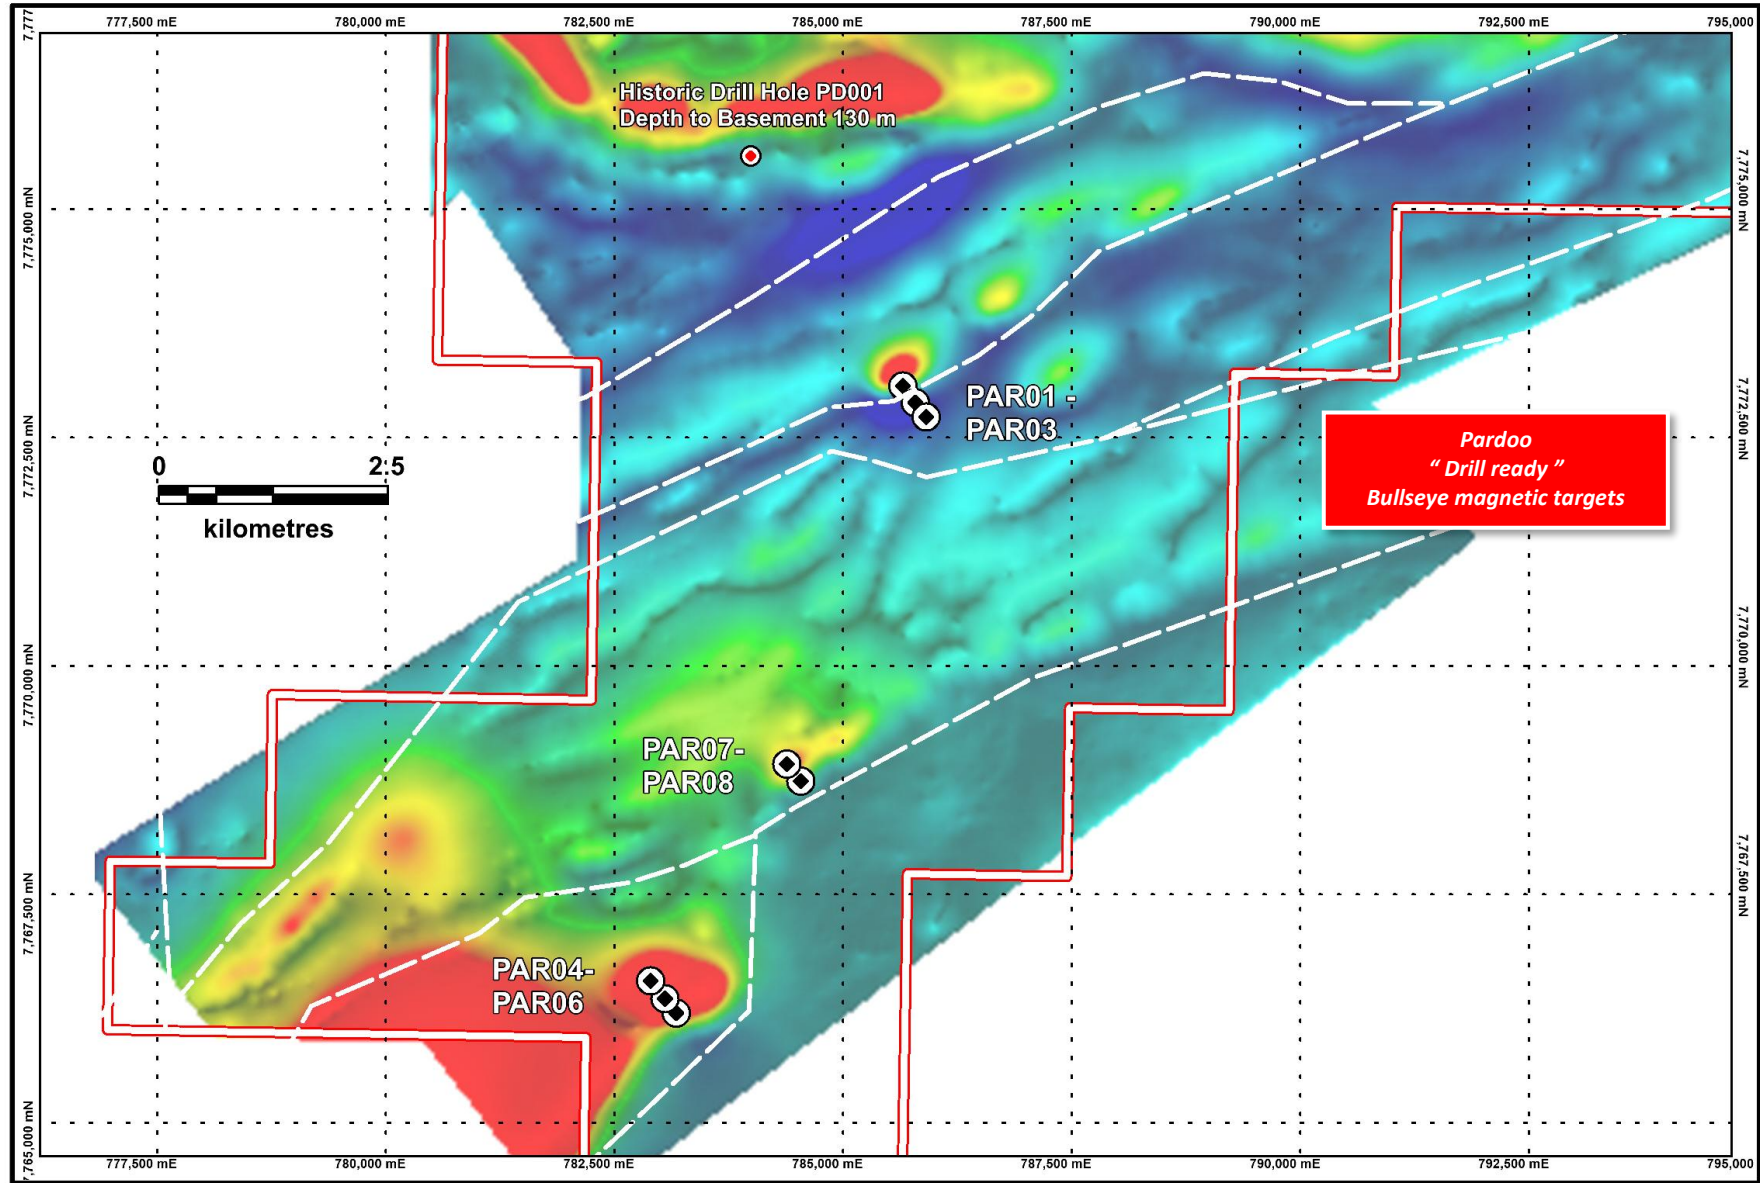 777,500 mE 780,000 mE 782,500 mE 785,000 mE 787,500 mE 790,000 mE 792,500 mE 795,000
7,777
Historic Drill Hole PD001
Depth to Basement 130 m
7,775,000 mN
7,775,000 mN
PAR01 -
PAR03
7,772,500 mN
7,772,500 mN
Pardoo
“ Drill ready ”
Bullseye magnetic targets
0 2.5
kilometres
7,770,000 mN
7,770,000 mN
PAR07-
PAR08
7,767,500 mN
7,767,500 mN
PAR04-
PAR06
7,765,000 mN
777,500 mE 780,000 mE 782,500 mE 785,000 mE 787,500 mE 790,000 mE 792,500 mE 795,000